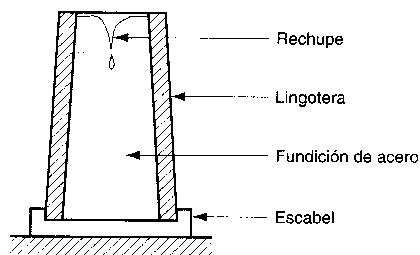 Rechupe
Lingotera
Fundición de acero
Escabel